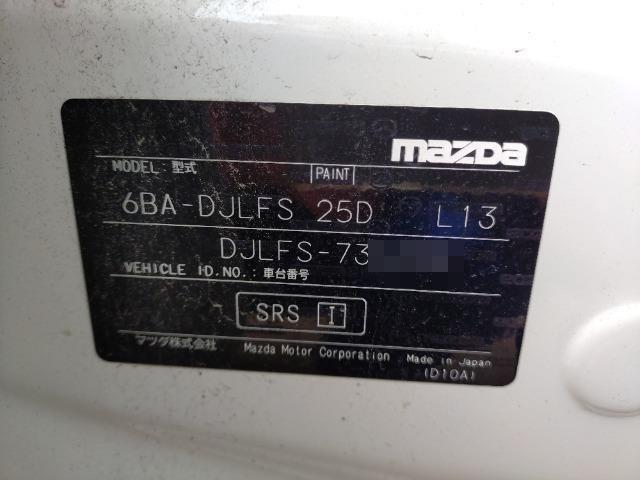 mazda
MODEL 型式 PAINT
6BA-DJLFS 25D L13
DJLFS-73
VEHICLE ID.NO.:車台番号
SRS I
マツダ株式会社 Mazda Motor Corporation Made in Japan
(D10A)